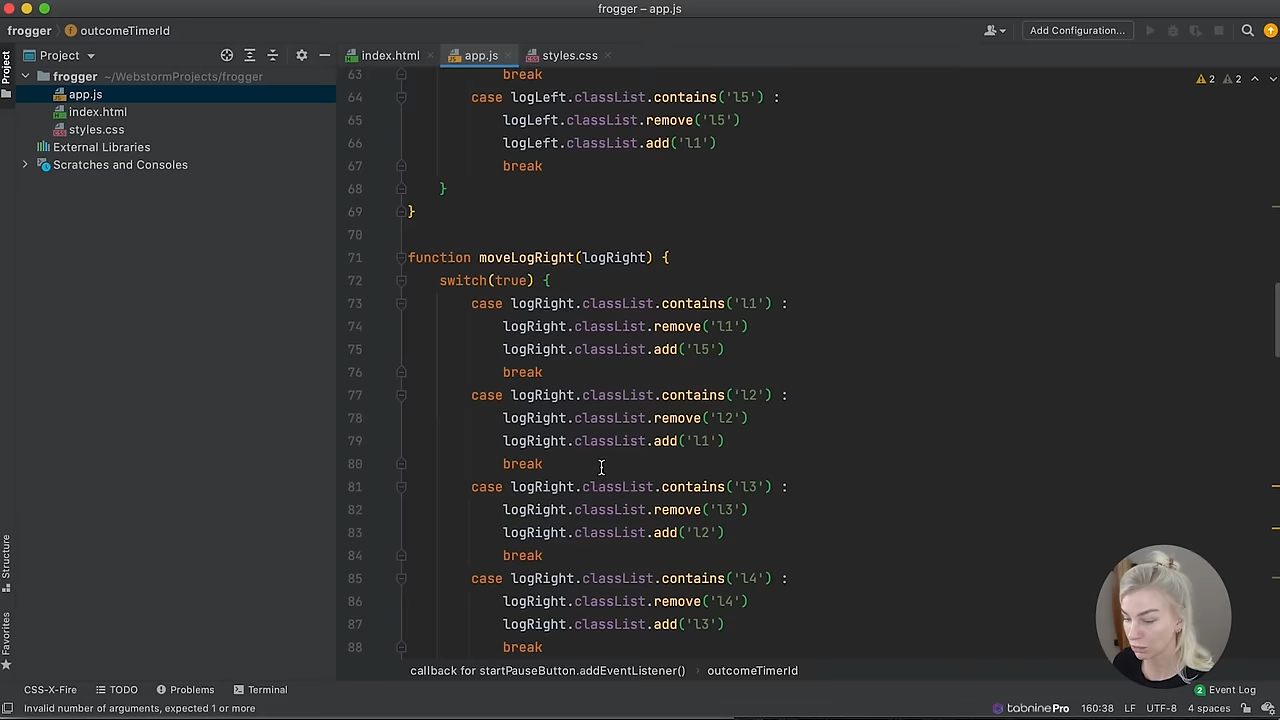 frogger – app.js
frogger outcomeTimerId Add Configuration...
Project index.html app.js styles.css
Project
frogger ~/WebstormProjects/frogger
app.js
index.html
styles.css
External Libraries
Scratches and Consoles
Structure
Favorites
2 2
63 break
64 case logLeft.classList.contains('l5') :
65 logLeft.classList.remove('l5')
66 logLeft.classList.add('l1')
67 break
68 }
69 }
70
71 function moveLogRight(logRight) {
72 switch(true) {
73 case logRight.classList.contains('l1') :
74 logRight.classList.remove('l1')
75 logRight.classList.add('l5')
76 break
77 case logRight.classList.contains('l2') :
78 logRight.classList.remove('l2')
79 logRight.classList.add('l1')
80 break
81 case logRight.classList.contains('l3') :
82 logRight.classList.remove('l3')
83 logRight.classList.add('l2')
84 break
85 case logRight.classList.contains('l4') :
86 logRight.classList.remove('l4')
87 logRight.classList.add('l3')
88 break
callback for startPauseButton.addEventListener() outcomeTimerId
CSS-X-Fire TODO Problems Terminal 2 Event Log
Invalid number of arguments, expected 1 or more tabninePro 160:38 LF UTF-8 4 spaces